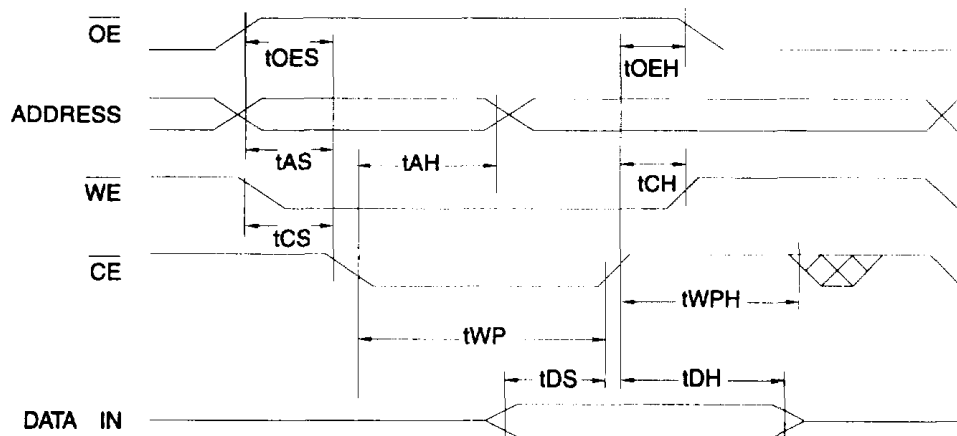 OE
tOES
tOEH
ADDRESS
tAS
tAH
tCH
WE
tCS
CE
tWPH
tWP
tDS
tDH
DATA IN